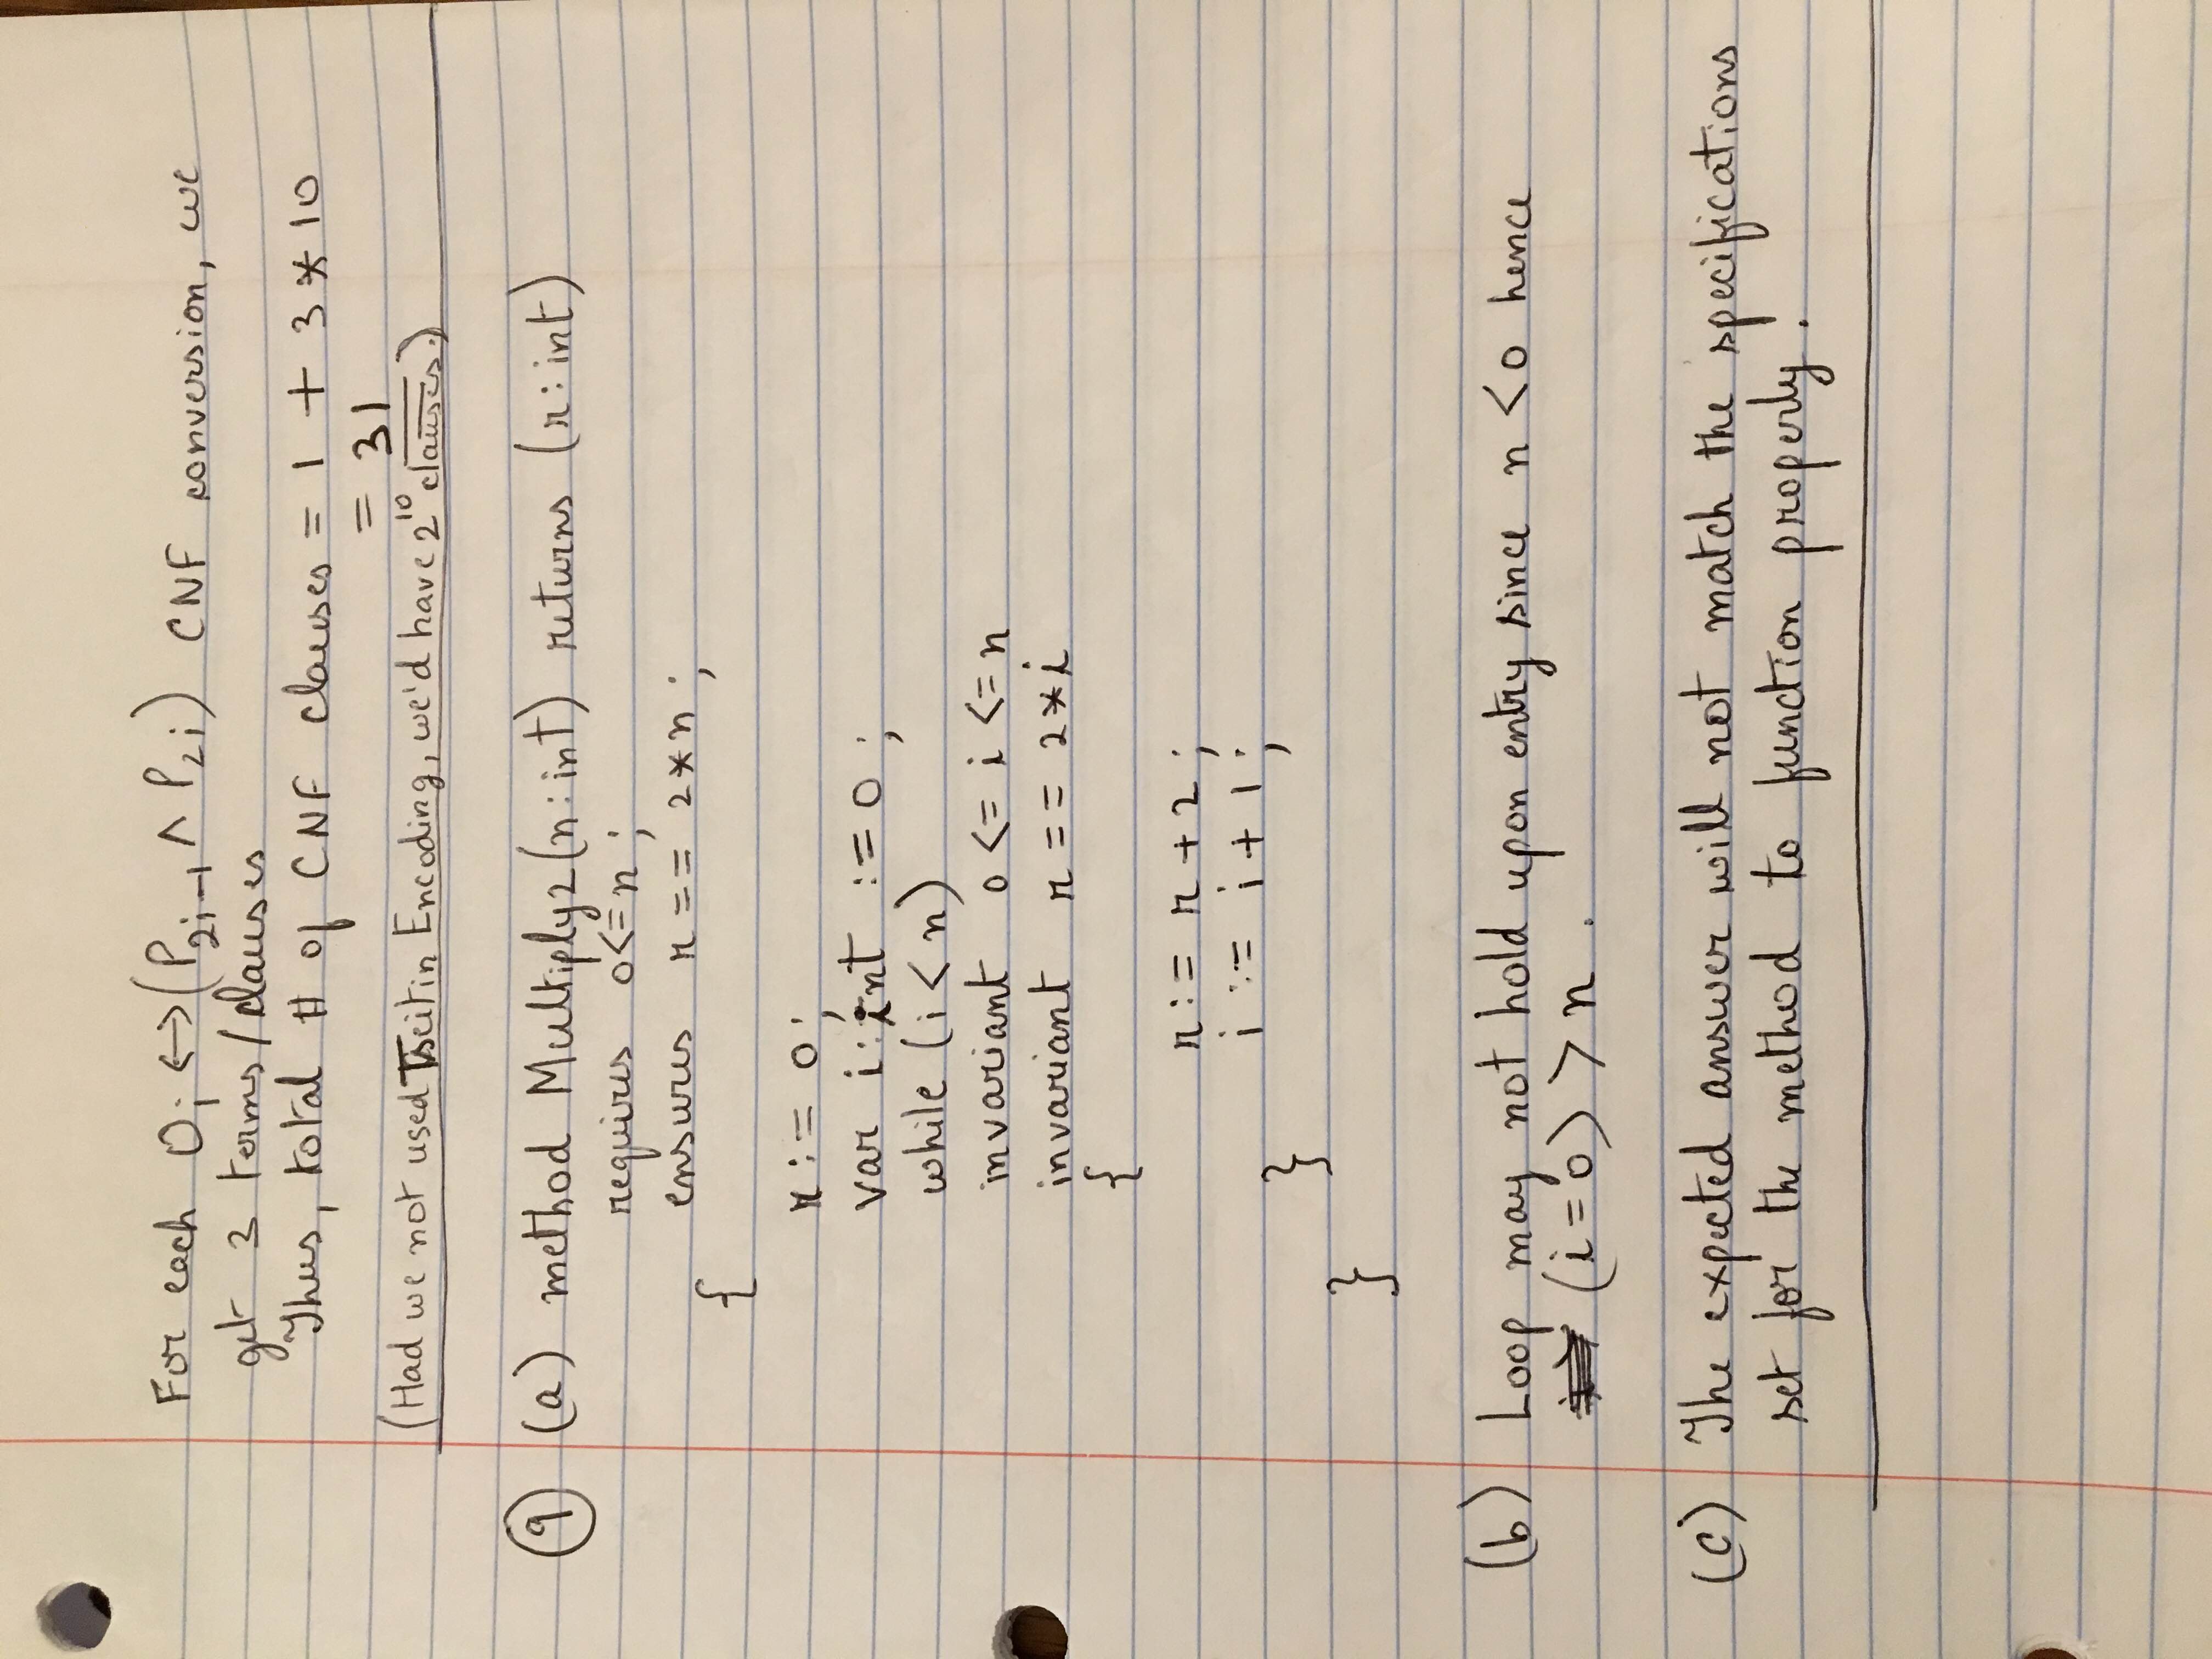 For each O_i ↔ (P_{2i-1} ∧ P_{2i}) CNF conversion, we
get 3 terms/clauses
Thus, total # of CNF clauses = 1 + 3 * 10
= 31
(Had we not used Tseitin Encoding, we'd have 2^10 clauses.)
9 (a) method Multiply2(n:int) returns (r:int)
requires 0<=n;
ensures r == 2*n;
{
r := 0;
var i:int := 0;
while (i < n)
invariant 0 <= i <= n
invariant r == 2*i
{
r := r + 2;
i := i + 1;
}
}
(b) Loop may not hold upon entry since n < 0 hence
(i=0) > n.
(c) The expected answer will not match the specifications
set for the method to function properly.